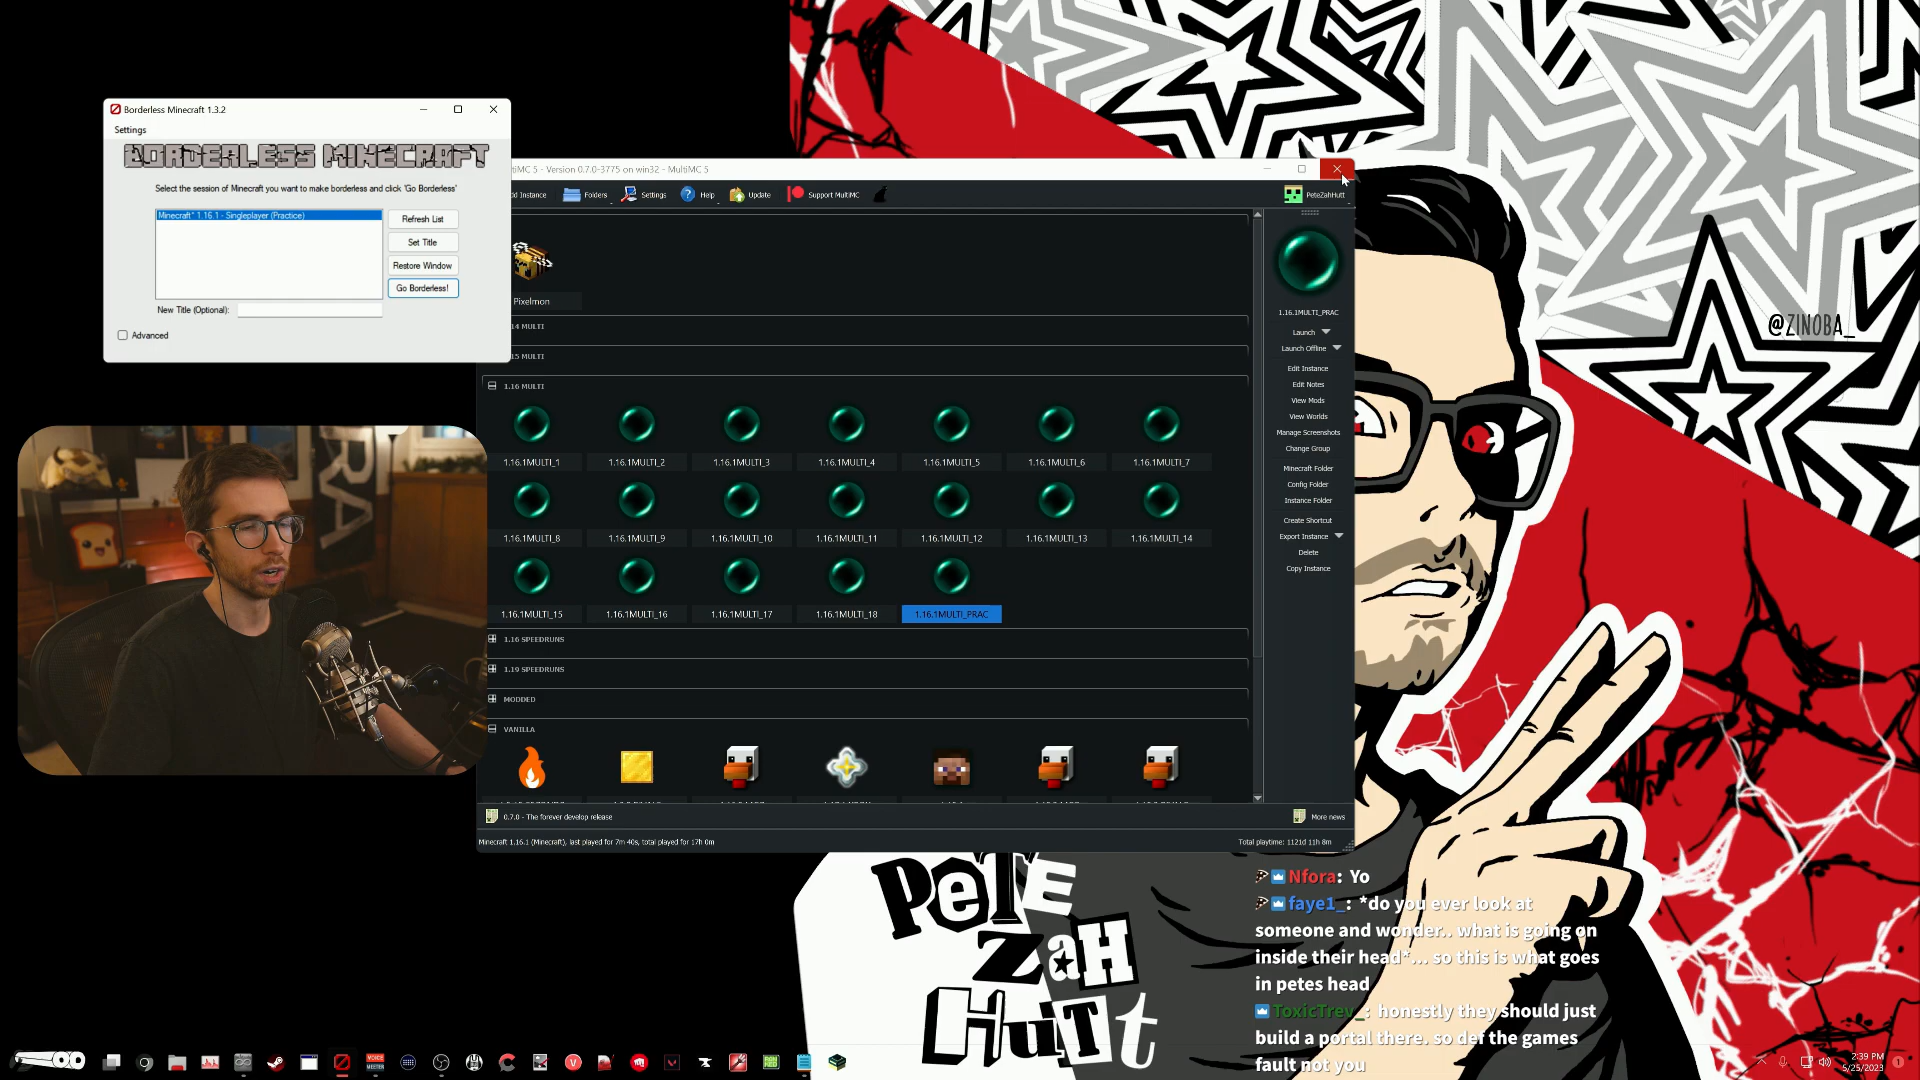 Borderless Minecraft 1.3.2
Settings
BORDERLESS MINECRAFT
Select the session of Minecraft you want to make borderless and click 'Go Borderless'
Minecraft* 1.16.1 - Singleplayer (Practice)
Refresh List
Set Title
Restore Window
Go Borderless!
New Title (Optional):
Advanced
tiMC 5 - Version 0.7.0-3775 on win32 - MultiMC 5
dd Instance
Folders
Settings
Help
Update
Support MultiMC
PeteZahHutt
Pixelmon
14 MULTI
15 MULTI
1.16 MULTI
1.16.1MULTI_1
1.16.1MULTI_2
1.16.1MULTI_3
1.16.1MULTI_4
1.16.1MULTI_5
1.16.1MULTI_6
1.16.1MULTI_7
1.16.1MULTI_8
1.16.1MULTI_9
1.16.1MULTI_10
1.16.1MULTI_11
1.16.1MULTI_12
1.16.1MULTI_13
1.16.1MULTI_14
1.16.1MULTI_15
1.16.1MULTI_16
1.16.1MULTI_17
1.16.1MULTI_18
1.16.1MULTI_PRAC
1.16 SPEEDRUNS
1.19 SPEEDRUNS
MODDED
VANILLA
0.7.0 - The forever develop release
More news
Minecraft 1.16.1 (Minecraft), last played for 7m 40s, total played for 17h 0m
Total playtime: 1121d 11h 8m
1.16.1MULTI_PRAC
Launch
Launch Offline
Edit Instance
Edit Notes
View Mods
View Worlds
Manage Screenshots
Change Group
Minecraft Folder
Config Folder
Instance Folder
Create Shortcut
Export Instance
Delete
Copy Instance
@ZINOBA_
PeTE
ZaH
HuTt
Nfora: Yo
faye1_: *do you ever look at
someone and wonder.. what is going on
inside their head*... so this is what goes
in petes head
ToxicTrev_: honestly they should just
build a portal there. so def the games
fault not you
2:39 PM
5/25/2023